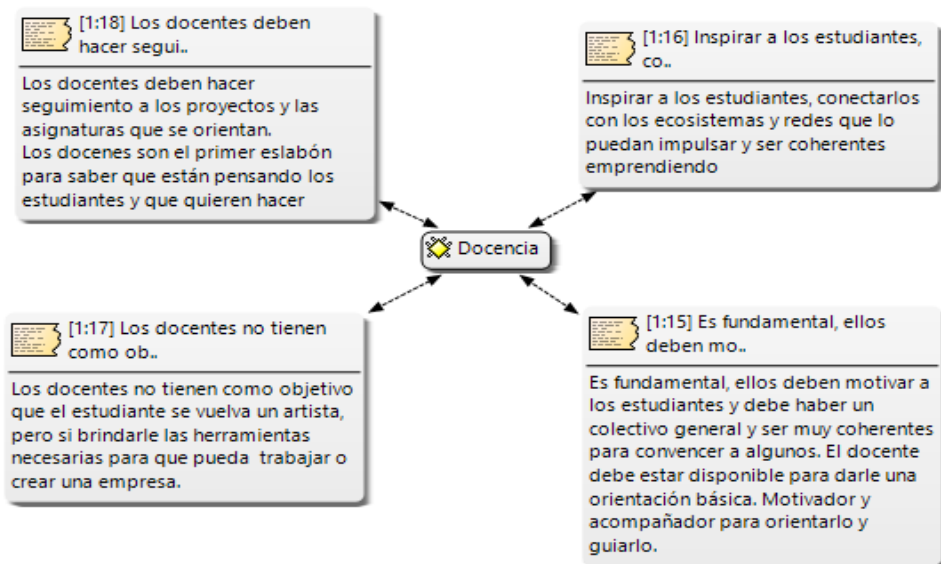 [1:18] Los docentes deben
hacer segui..
Los docentes deben hacer
seguimiento a los proyectos y las
asignaturas que se orientan.
Los docenes son el primer eslabón
para saber que están pensando los
estudiantes y que quieren hacer
[1:16] Inspirar a los estudiantes,
co..
Inspirar a los estudiantes, conectarlos
con los ecosistemas y redes que lo
puedan impulsar y ser coherentes
emprendiendo
Docencia
[1:17] Los docentes no tienen
como ob..
Los docentes no tienen como objetivo
que el estudiante se vuelva un artista,
pero si brindarle las herramientas
necesarias para que pueda  trabajar o
crear una empresa.
[1:15] Es fundamental, ellos
deben mo..
Es fundamental, ellos deben motivar a
los estudiantes y debe haber un
colectivo general y ser muy coherentes
para convencer a algunos. El docente
debe estar disponible para darle una
orientación básica. Motivador y
acompañador para orientarlo y
guiarlo.